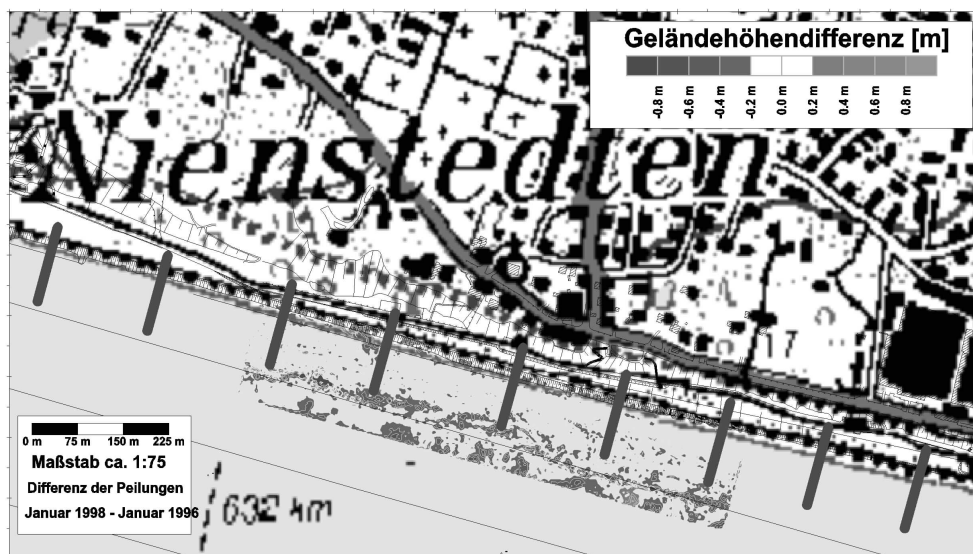 Geländehöhendifferenz [m]
-0.8 m
-0.6 m
-0.4 m
-0.2 m
0.0 m
0.2 m
0.4 m
0.6 m
0.8 m
Nienstedten
17
0 m 75 m 150 m 225 m
Maßstab ca. 1:75
Differenz der Peilungen
Januar 1998 - Januar 1996
632 km